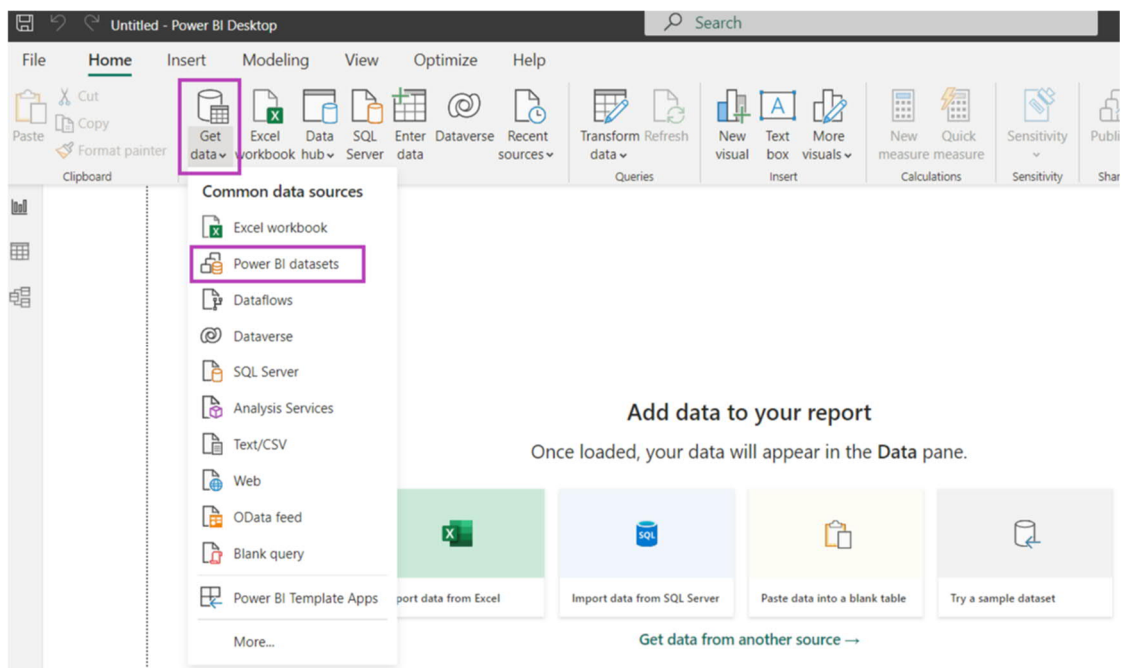 Untitled - Power BI Desktop
Search
File Home Insert Modeling View Optimize Help
Paste
Cut
Copy
Format painter
Clipboard
Get data
Excel workbook
Data hub
SQL Server
Enter data
Dataverse
Recent sources
Transform data
Refresh
Queries
New visual
Text box
More visuals
Insert
New measure
Quick measure
Calculations
Sensitivity
Sensitivity
Common data sources
Excel workbook
Power BI datasets
Dataflows
Dataverse
SQL Server
Analysis Services
Text/CSV
Web
OData feed
Blank query
Power BI Template Apps
More...
Add data to your report
Once loaded, your data will appear in the Data pane.
SQL
port data from Excel
Import data from SQL Server
Paste data into a blank table
Try a sample dataset
Get data from another source →